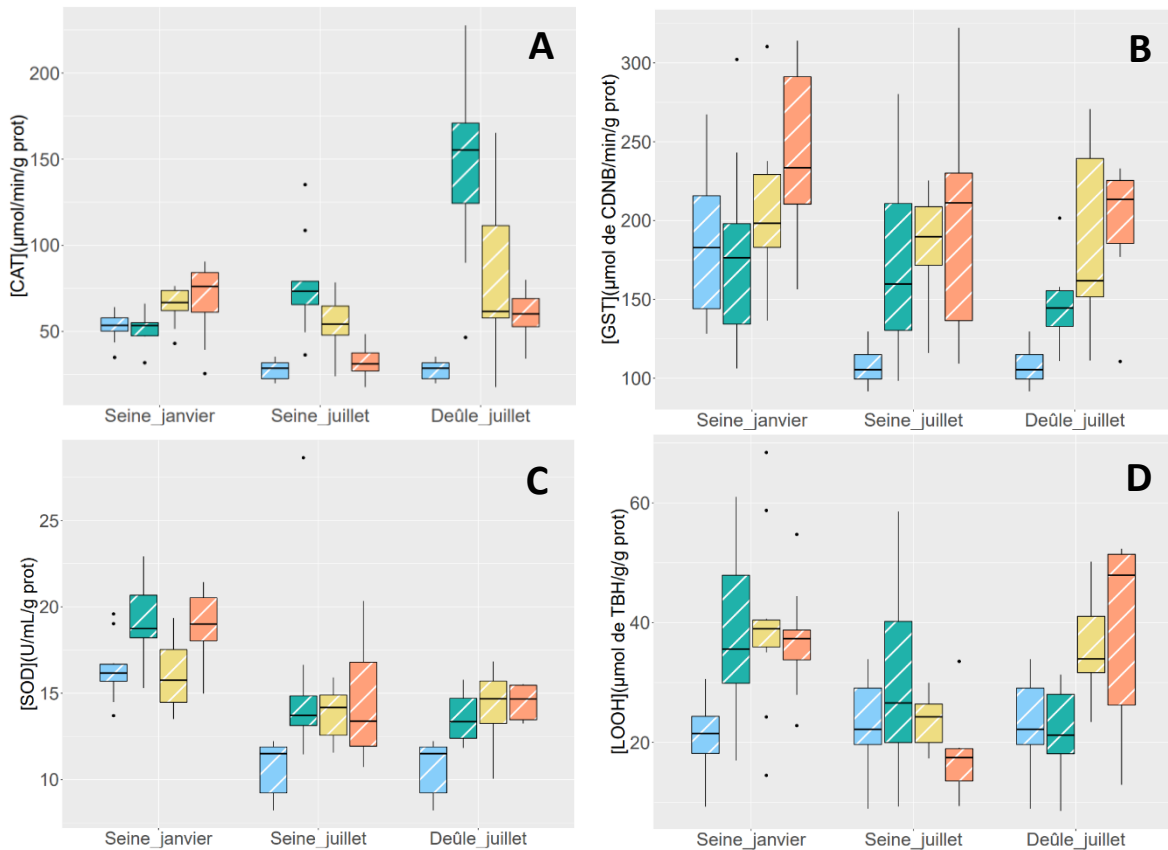 A
[CAT](µmol/min/g prot)
200
150
100
50
Seine_janvier Seine_juillet Deûle_juillet
B
[GST](µmol de CDNB/min/g prot)
300
250
200
150
100
Seine_janvier Seine_juillet Deûle_juillet
C
[SOD](U/mL/g prot)
25
20
15
10
Seine_janvier Seine_juillet Deûle_juillet
D
[LOOH](µmol de TBH/g/g prot)
60
40
20
Seine_janvier Seine_juillet Deûle_juillet